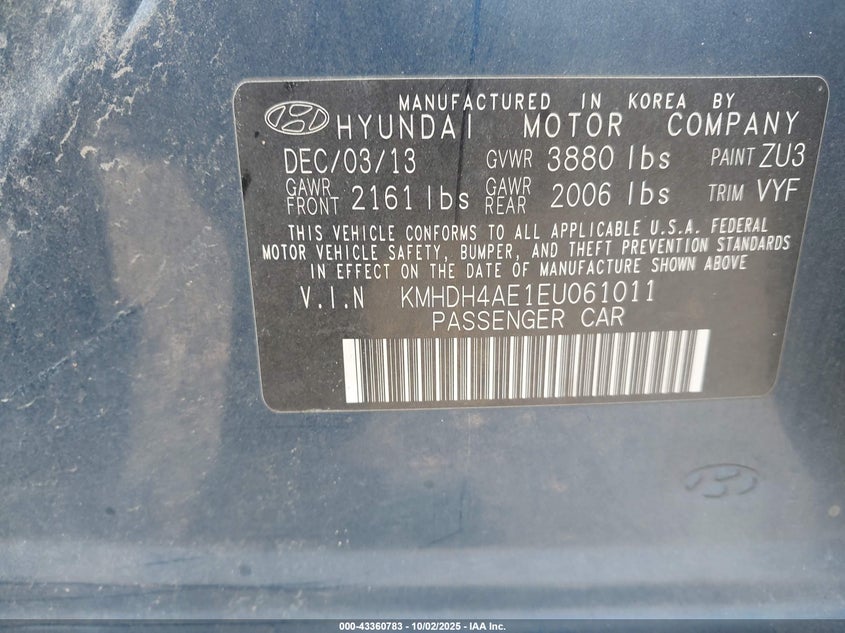 MANUFACTURED IN KOREA BY
HYUNDAI MOTOR COMPANY
DEC/03/13 GVWR 3880 lbs PAINT ZU3
GAWR FRONT 2161 lbs GAWR REAR 2006 lbs TRIM VYF
THIS VEHICLE CONFORMS TO ALL APPLICABLE U.S.A. FEDERAL
MOTOR VEHICLE SAFETY, BUMPER, AND THEFT PREVENTION STANDARDS
IN EFFECT ON THE DATE OF MANUFACTURE SHOWN ABOVE
V.I.N KMHDH4AE1EU061011
PASSENGER CAR
000-43360783 - 10/02/2025 - IAA Inc.